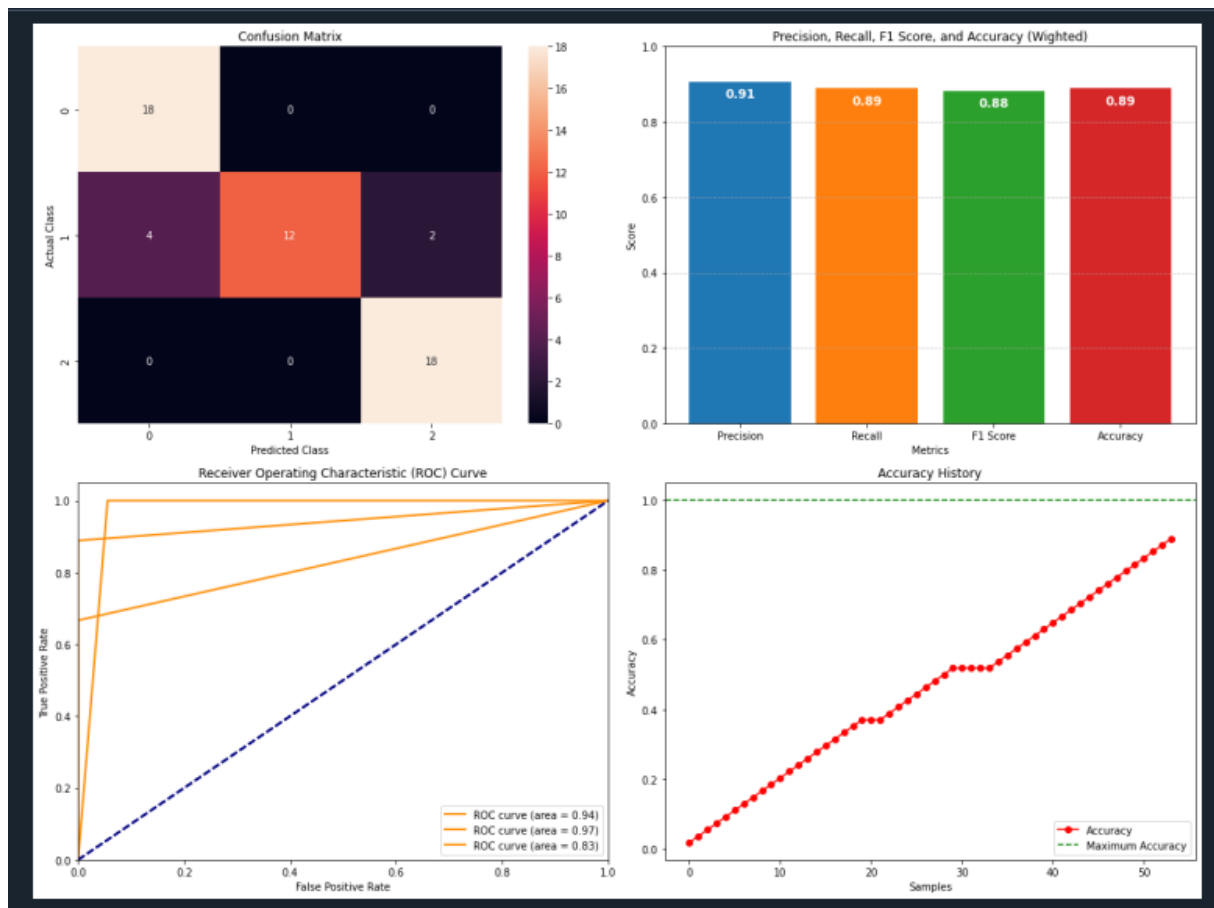 Confusion Matrix
Actual Class
0
1
2
18
0
0
4
12
2
0
0
18
0
1
2
Predicted Class
18
16
14
12
10
8
6
4
2
0
Precision, Recall, F1 Score, and Accuracy (Wighted)
Score
1.0
0.8
0.6
0.4
0.2
0.0
0.91
0.89
0.88
0.89
Precision
Recall
F1 Score
Accuracy
Metrics
Receiver Operating Characteristic (ROC) Curve
True Positive Rate
1.0
0.8
0.6
0.4
0.2
0.0
ROC curve (area = 0.94)
ROC curve (area = 0.97)
ROC curve (area = 0.83)
0.0
0.2
0.4
0.6
0.8
1.0
False Positive Rate
Accuracy History
Accuracy
1.0
0.8
0.6
0.4
0.2
0.0
Accuracy
Maximum Accuracy
0
10
20
30
40
50
Samples